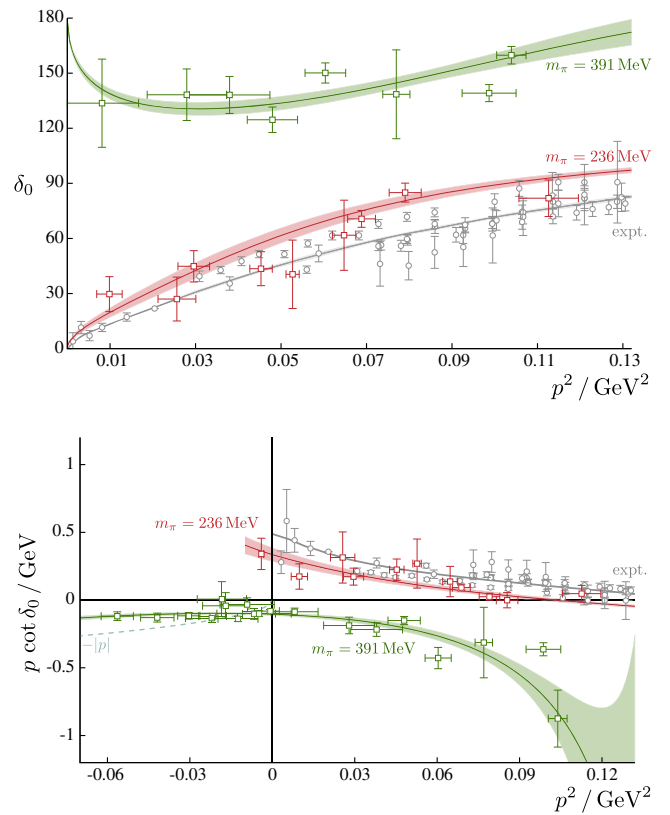 180
150
120
90
60
30
0
δ₀
m_π = 391 MeV
m_π = 236 MeV
expt.
0.01 0.03 0.05 0.07 0.09 0.11 0.13
p² / GeV²
1
0.5
0
-0.5
-1
p cot δ₀ / GeV
m_π = 236 MeV
expt.
−|p|
m_π = 391 MeV
-0.06 -0.03 0 0.03 0.06 0.09 0.12
p² / GeV²